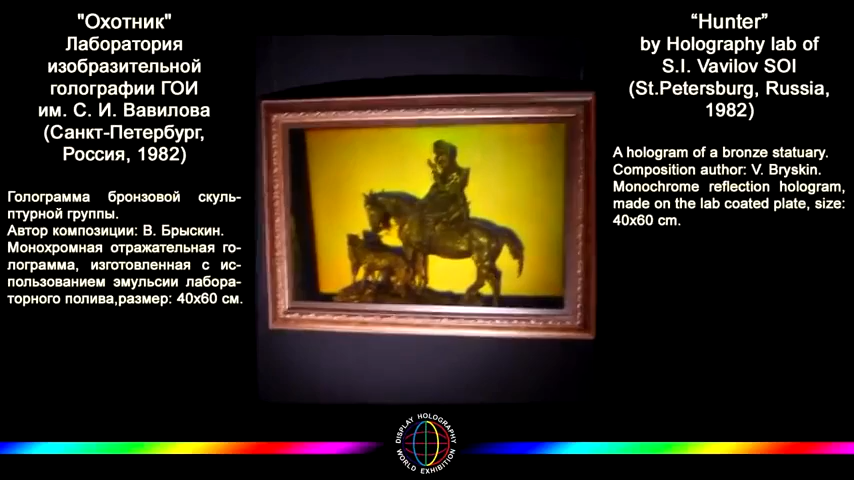 "Охотник"
Лаборатория
изобразительной
голографии ГОИ
им. С. И. Вавилова
(Санкт-Петербург,
Россия, 1982)
Голограмма бронзовой скуль-
птурной группы.
Автор композиции: В. Брыскин.
Монохромная отражательная го-
лограмма, изготовленная с ис-
пользованием эмульсии лабора-
торного полива,размер: 40x60 см.
“Hunter”
by Holography lab of
S.I. Vavilov SOI
(St.Petersburg, Russia,
1982)
A hologram of a bronze statuary.
Composition author: V. Bryskin.
Monochrome reflection hologram,
made on the lab coated plate, size:
40x60 cm.
DISPLAY HOLOGRAPHY
WORLD EXHIBITION